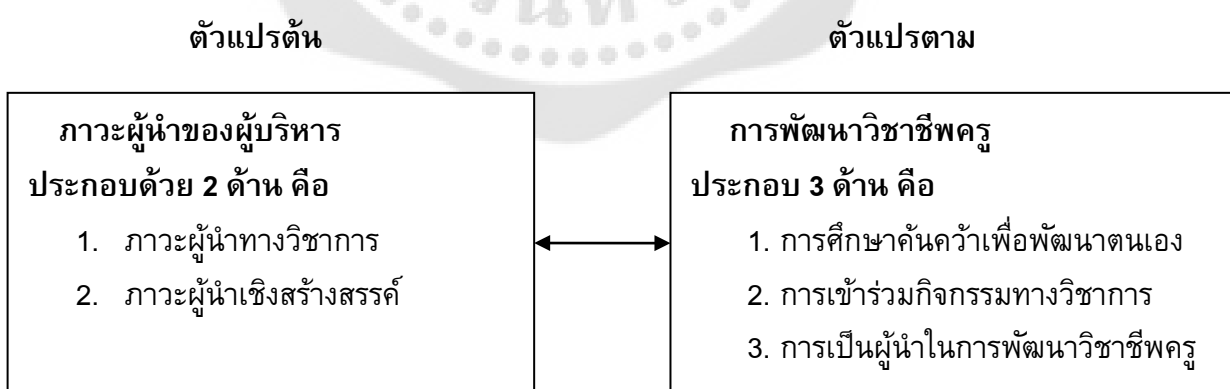 ตัวแปรต้น
ตัวแปรตาม
ภาวะผู้นำของผู้บริหาร
ประกอบด้วย 2 ด้าน คือ
1. ภาวะผู้นำทางวิชาการ
2. ภาวะผู้นำเชิงสร้างสรรค์
การพัฒนาวิชาชีพครู
ประกอบ 3 ด้าน คือ
1. การศึกษาค้นคว้าเพื่อพัฒนาตนเอง
2. การเข้าร่วมกิจกรรมทางวิชาการ
3. การเป็นผู้นำในการพัฒนาวิชาชีพครู